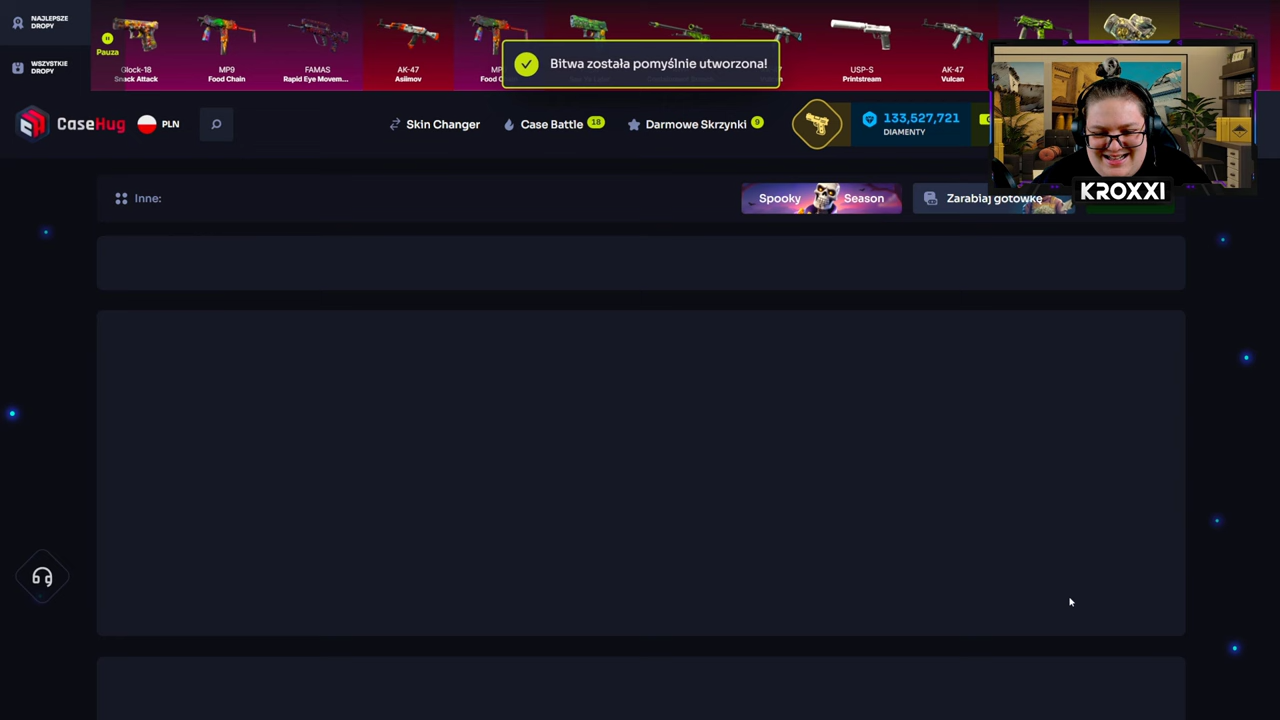 NAJLEPSZE
DROPY
WSZYSTKIE
DROPY
Pauza
Glock-18
Snack Attack
MP9
Food Chain
FAMAS
Rapid Eye Movem...
AK-47
Asiimov
Bitwa została pomyślnie utworzona!
USP-S
Printstream
AK-47
Vulcan
CaseHug
PLN
Skin Changer
Case Battle 18
Darmowe Skrzynki 9
133,527,721
DIAMENTY
KROXXI
Inne:
Spooky Season
Zarabiaj gotówkę